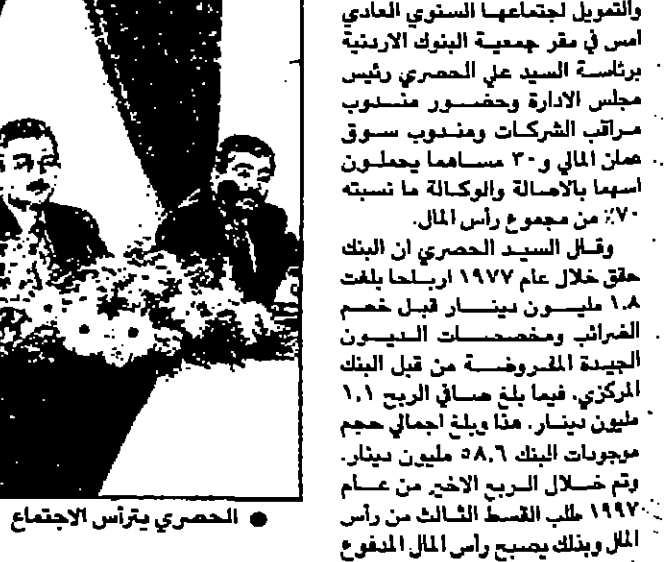 والتمويل لجتماعها السنوي العادي
امس في مقر جمعية البنوك الاردنية
برئاسة السيد علي الحصري رئيس
مجلس الادارة وحضور مندوب
مراقب الشركات ومندوب سوق
عمان المالي و٣٠ مساهما يحملون
اسهما بالاصالة والوكالة ما نسبته
٧٠٪ من مجموع رأس المال.
وقال السيد الحصري ان البنك
حقق خلال عام ١٩٧٧ ارباحا بلغت
١.٨ مليون دينار قبل خصم
الضرائب ومخصصات الديون
الجيدة المفروضة من قبل البنك
المركزي، فيما بلغ صافي الربح ١.١
مليون دينار. هذا وبلغ اجمالي حجم
موجودات البنك ٥٨.٦ مليون دينار.
وتم خلال الربع الاخير من عام
١٩٩٧ طلب القسط الثالث من رأس
المال وبذلك يصبح رأس المال المدفوع
● الحصري يترأس الاجتماع